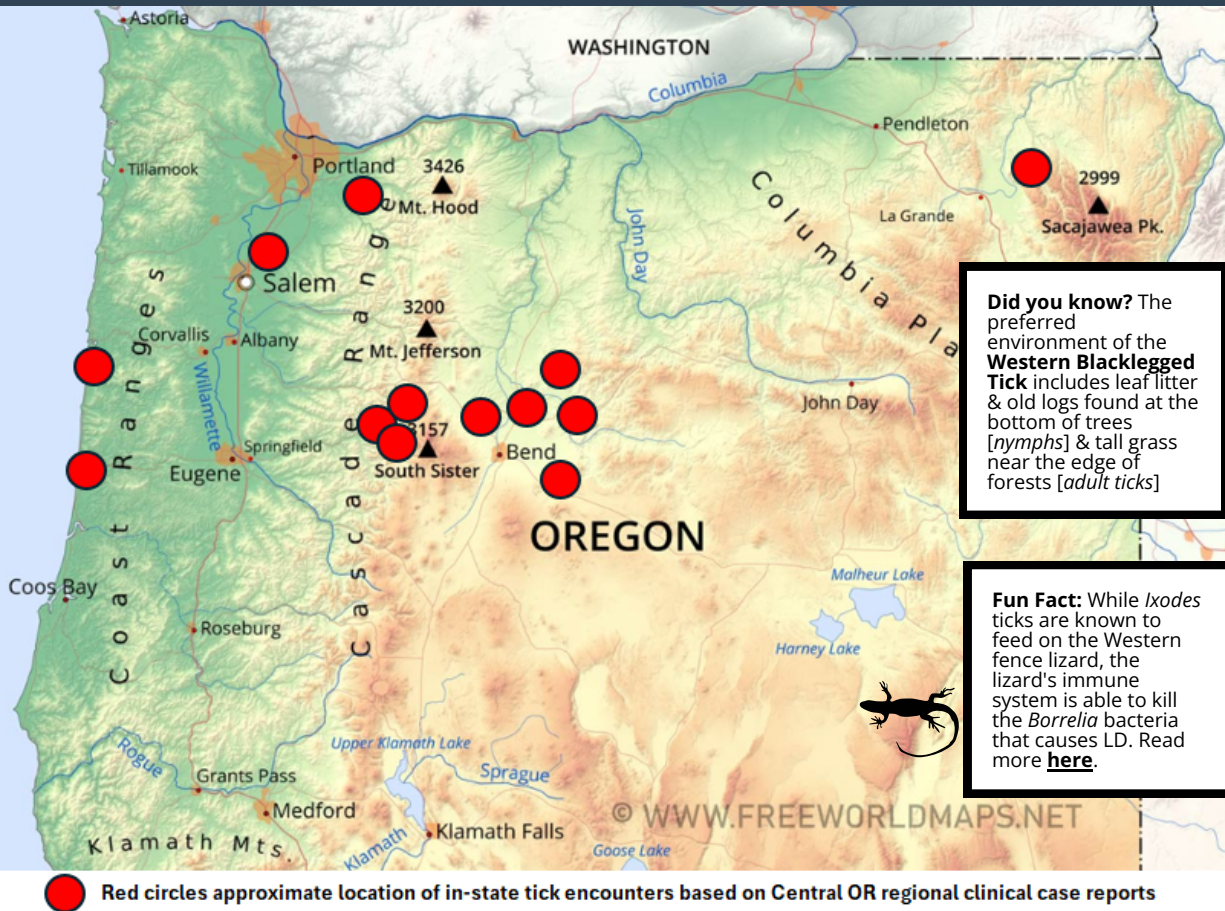 Astoria
WASHINGTON
Columbia
Pendleton
Tillamook
Portland
3426
Mt. Hood
2999
La Grande
Sacajawea Pk.
John Day
Columbia Pla
Salem
3200
Mt. Jefferson
Corvallis
Albany
Willamette
Coast Ranges
Cascade Range
John Day
Springfield
Eugene
3157
South Sister
Bend
OREGON
Coos Bay
Roseburg
Malheur Lake
Harney Lake
Upper Klamath Lake
Rogue
Sprague
Grants Pass
Medford
Klamath Mts.
Klamath
Klamath Falls
Goose Lake
© WWW.FREEWORLDMAPS.NET
Did you know? The
preferred
environment of the
Western Blacklegged
Tick includes leaf litter
& old logs found at the
bottom of trees
[nymphs] & tall grass
near the edge of
forests [adult ticks]
Fun Fact: While Ixodes
ticks are known to
feed on the Western
fence lizard, the
lizard's immune
system is able to kill
the Borrelia bacteria
that causes LD. Read
more here.
Red circles approximate location of in-state tick encounters based on Central OR regional clinical case reports